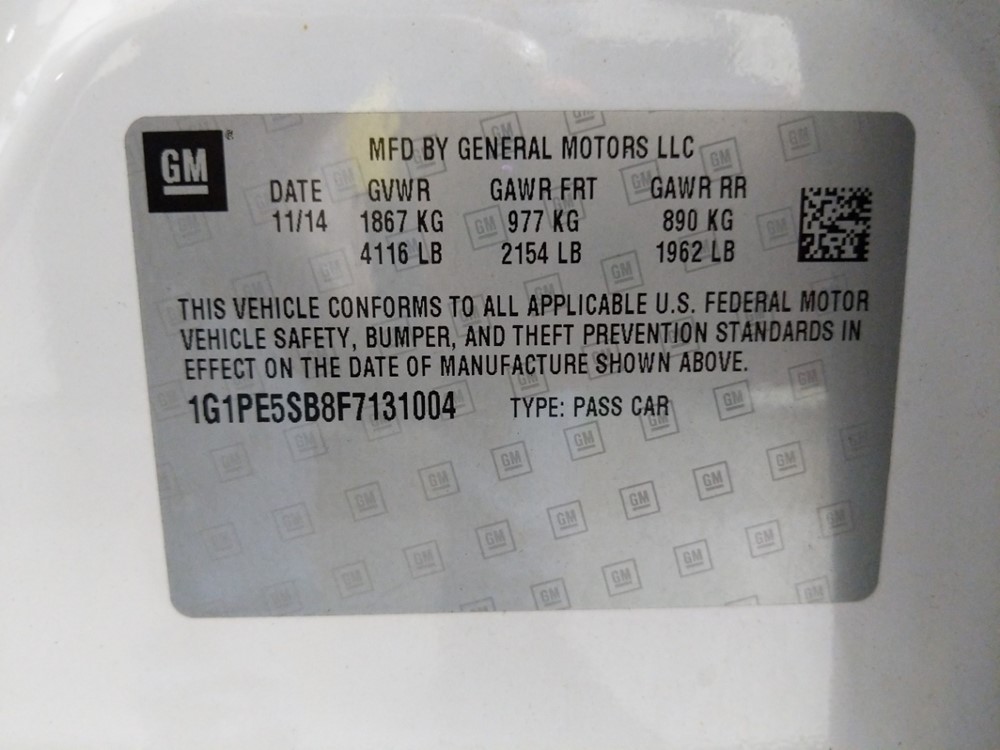 GM ®
MFD BY GENERAL MOTORS LLC
DATE GVWR GAWR FRT GAWR RR
11/14 1867 KG 977 KG 890 KG
4116 LB 2154 LB 1962 LB
THIS VEHICLE CONFORMS TO ALL APPLICABLE U.S. FEDERAL MOTOR
VEHICLE SAFETY, BUMPER, AND THEFT PREVENTION STANDARDS IN
EFFECT ON THE DATE OF MANUFACTURE SHOWN ABOVE.
1G1PE5SB8F7131004 TYPE: PASS CAR